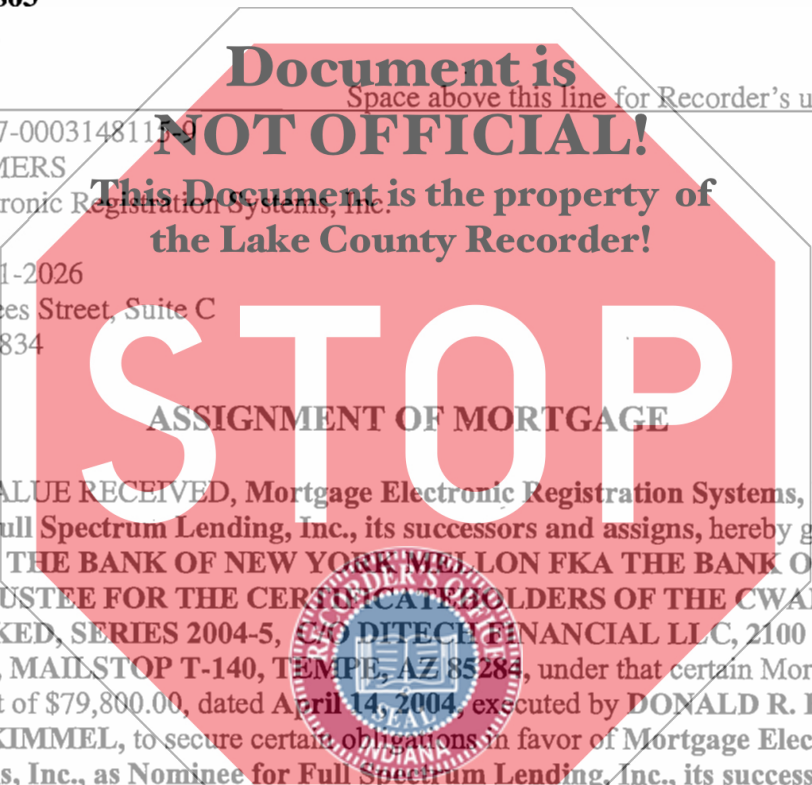 Document is
Space above this line for Recorder's u
7-0003148115-9
NOT OFFICIAL!
MERS
This Document is the property of
ronic Registration Systems, Inc.
the Lake County Recorder!
1-2026
ces Street, Suite C
834
STOP
ASSIGNMENT OF MORTGAGE
ALUE RECEIVED, Mortgage Electronic Registration Systems,
ull Spectrum Lending, Inc., its successors and assigns, hereby g
THE BANK OF NEW YORK MELLON FKA THE BANK O
USTEE FOR THE CERTIFICATEHOLDERS OF THE CWA
KED, SERIES 2004-5, C/O DITECH FINANCIAL LLC, 2100
, MAILSTOP T-140, TEMPE, AZ 85284, under that certain Mor
t of $79,800.00, dated April 14, 2004, executed by DONALD R.
KIMMEL, to secure certain obligations in favor of Mortgage Elec
s, Inc., as Nominee for Full Spectrum Lending, Inc., its success
RECORDER'S OFFICE
SEAL
INDIANA